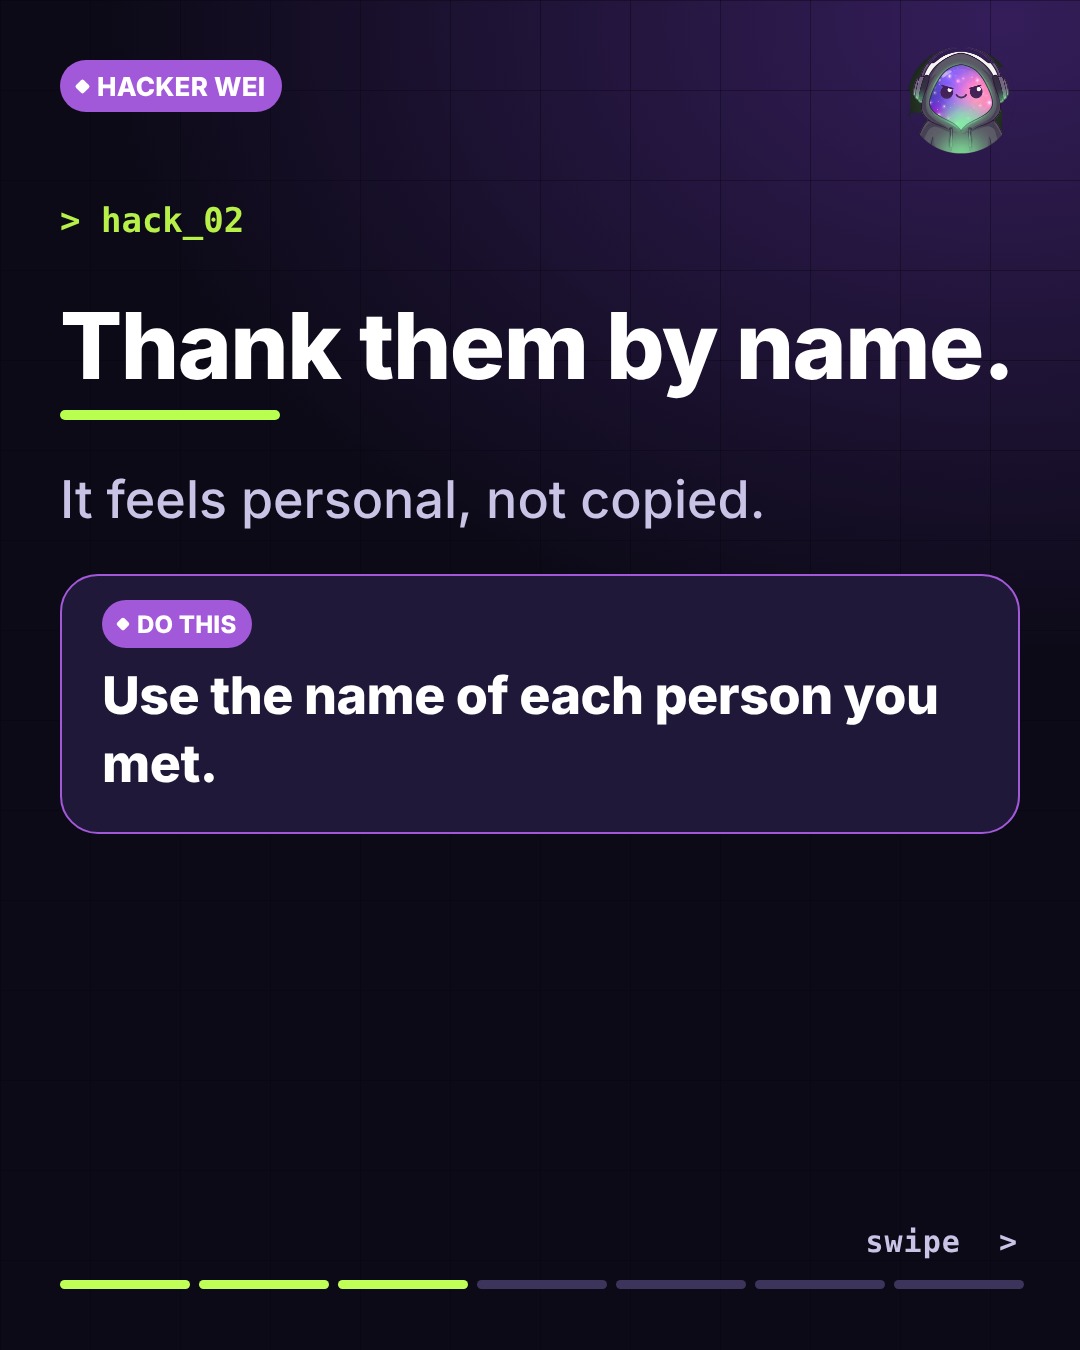 HACKER WEI
> hack_02
Thank them by name.
It feels personal, not copied.
DO THIS
Use the name of each person you
met.
swipe >